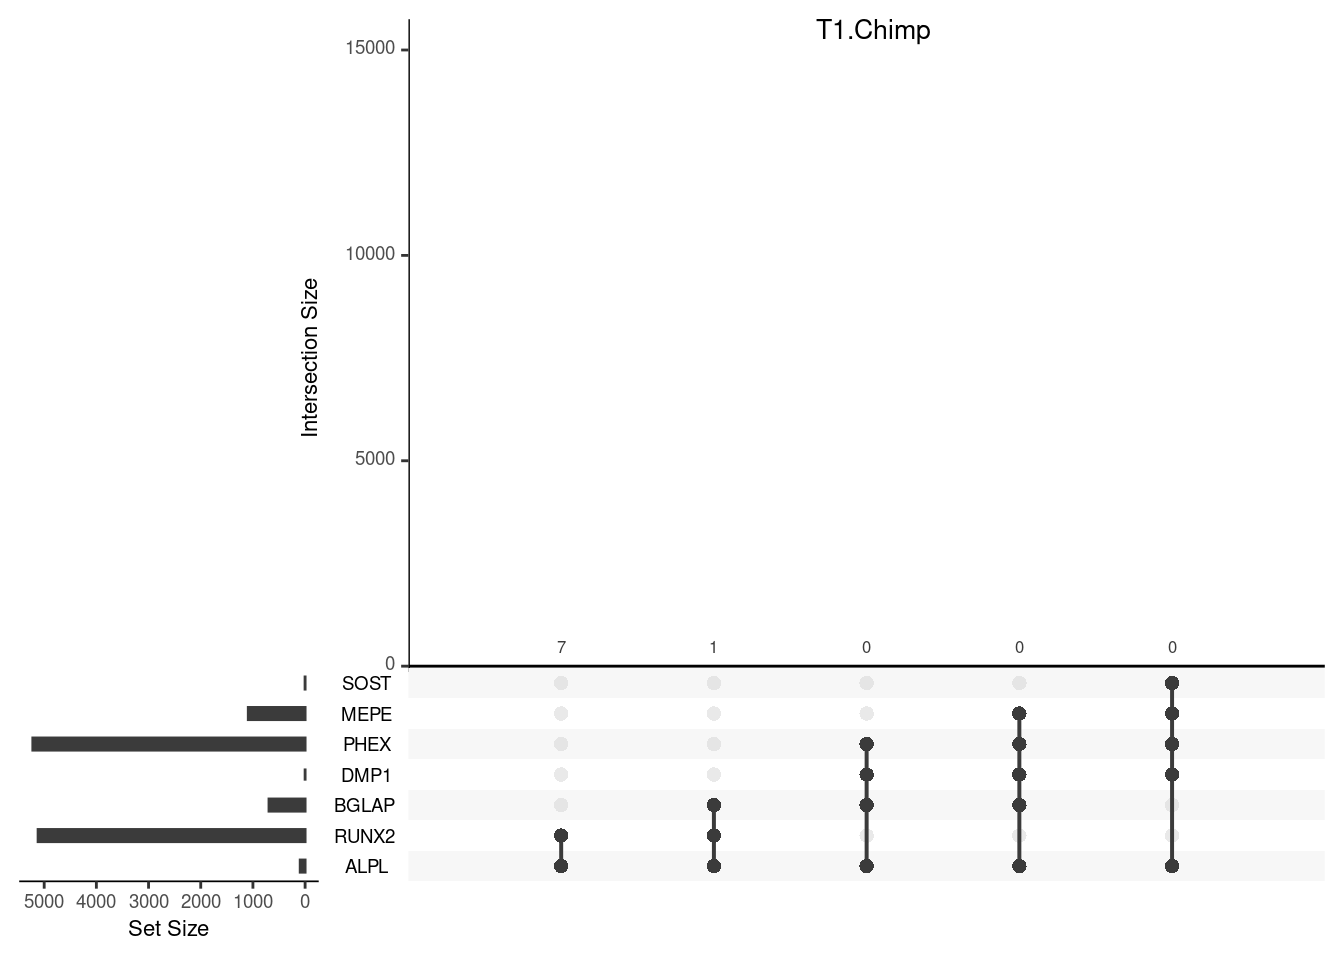 T1.Chimp
15000
10000
5000
0
Intersection Size
7 1 0 0 0
SOST
MEPE
PHEX
DMP1
BGLAP
RUNX2
ALPL
5000 4000 3000 2000 1000 0
Set Size